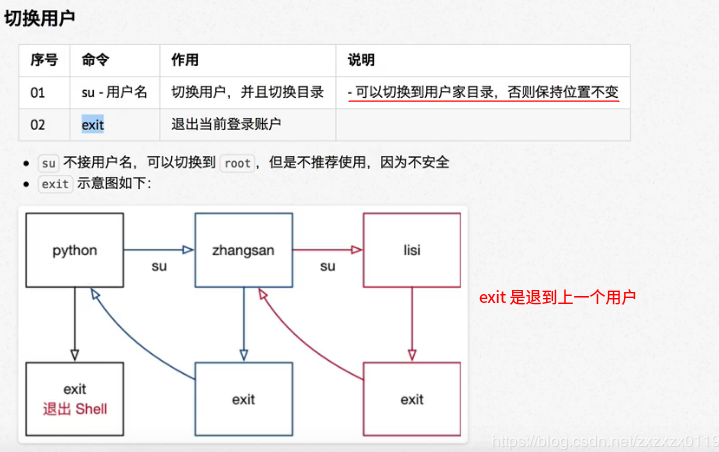 切换用户
序号 命令 作用 说明
01 su - 用户名 切换用户，并且切换目录 - 可以切换到用户家目录，否则保持位置不变
02 exit 退出当前登录账户
su 不接用户名，可以切换到 root，但是不推荐使用，因为不安全
exit 示意图如下：
python zhangsan lisi
su su
exit 是退到上一个用户
exit
退出 Shell
exit exit
https://blog.csdn.net/zxzxzx0119